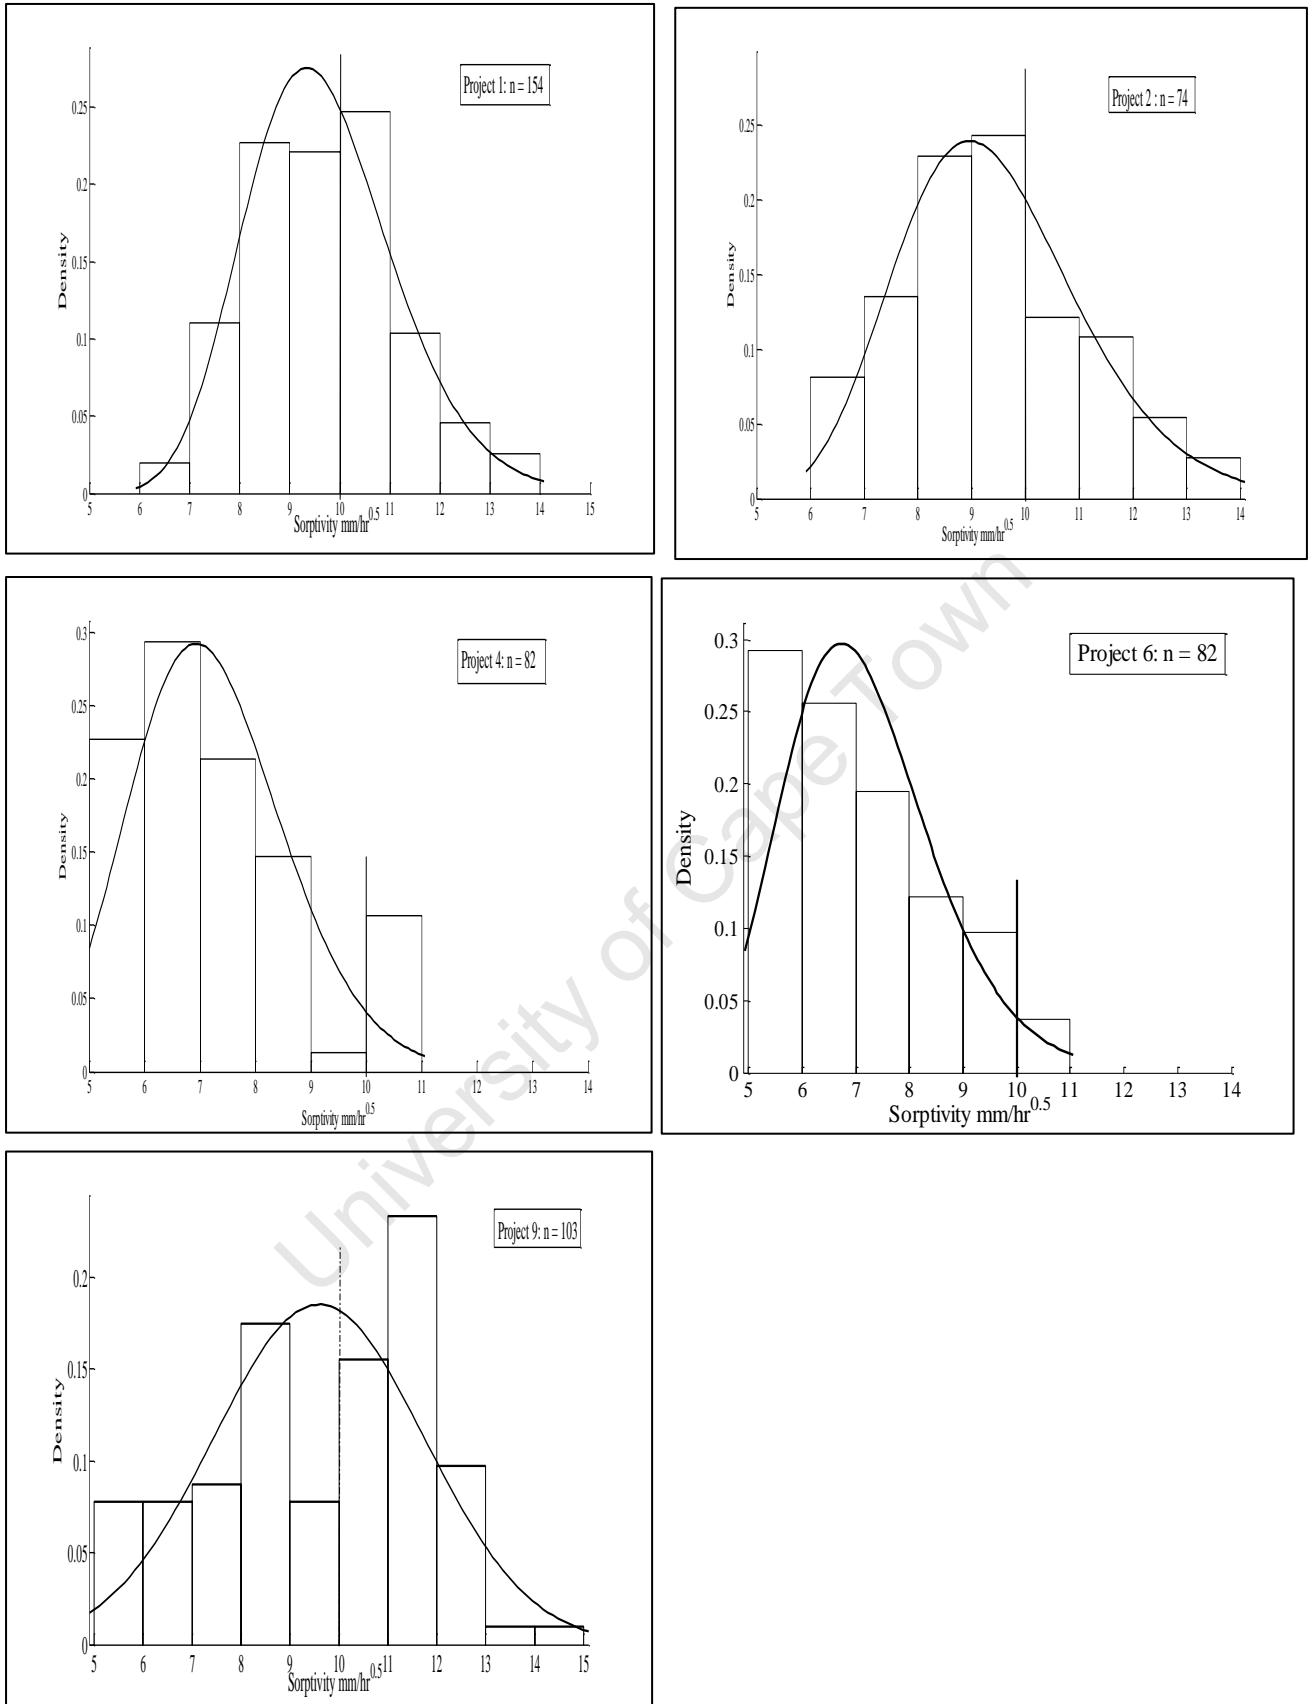 Project 1: n = 154
Density
0.25
0.2
0.15
0.1
0.05
0
5 6 7 8 9 10 11 12 13 14 15
Sorptivity mm/hr0.5
Project 2 : n = 74
Density
0.25
0.2
0.15
0.1
0.05
0
5 6 7 8 9 10 11 12 13 14
Sorptivity mm/hr0.5
Project 4: n = 82
Density
0.3
0.25
0.2
0.15
0.1
0.05
0
5 6 7 8 9 10 11 12 13 14
Sorptivity mm/hr0.5
Project 6: n = 82
Density
0.3
0.25
0.2
0.15
0.1
0.05
0
5 6 7 8 9 10 11 12 13 14
Sorptivity mm/hr0.5
Project 9: n = 103
Density
0.2
0.15
0.1
0.05
0
5 6 7 8 9 10 11 12 13 14 15
Sorptivity mm/hr0.5
University of Cape Town